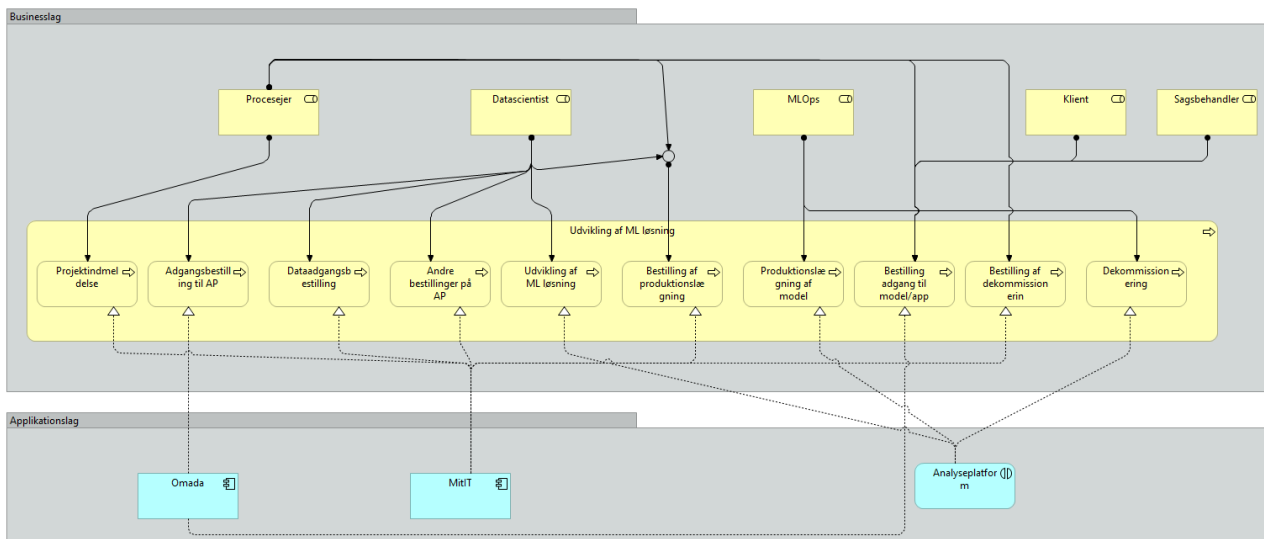 Businesslag
Procesejer
Datascientist
MLOps
Klient
Sagsbehandler
Udvikling af ML løsning
Projektindmel
delse
Adgangsbestill
ing til AP
Dataadgangsb
estilling
Andre
bestillinger på
AP
Udvikling af
ML løsning
Bestilling af
produktionslæ
gning
Produktionslæ
gning af
model
Bestilling
adgang til
model/app
Bestilling af
dekommission
erin
Dekommission
ering
Applikationslag
Omada
MitIT
Analyseplatfor
m